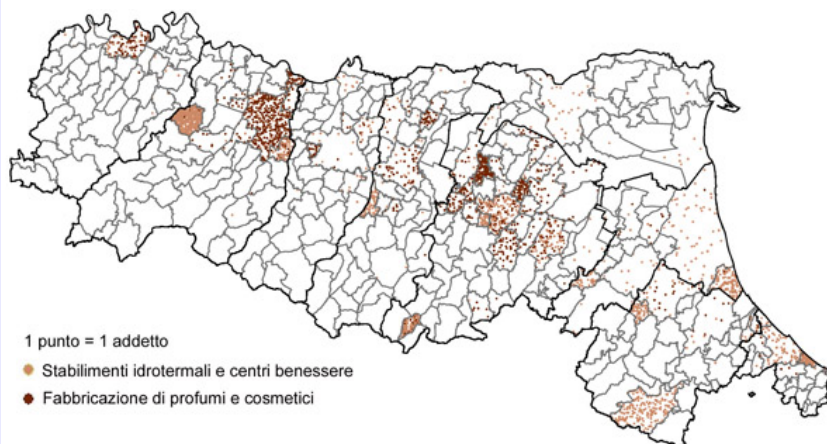 1 punto = 1 addetto
Stabilimenti idrotermali e centri benessere
Fabbricazione di profumi e cosmetici